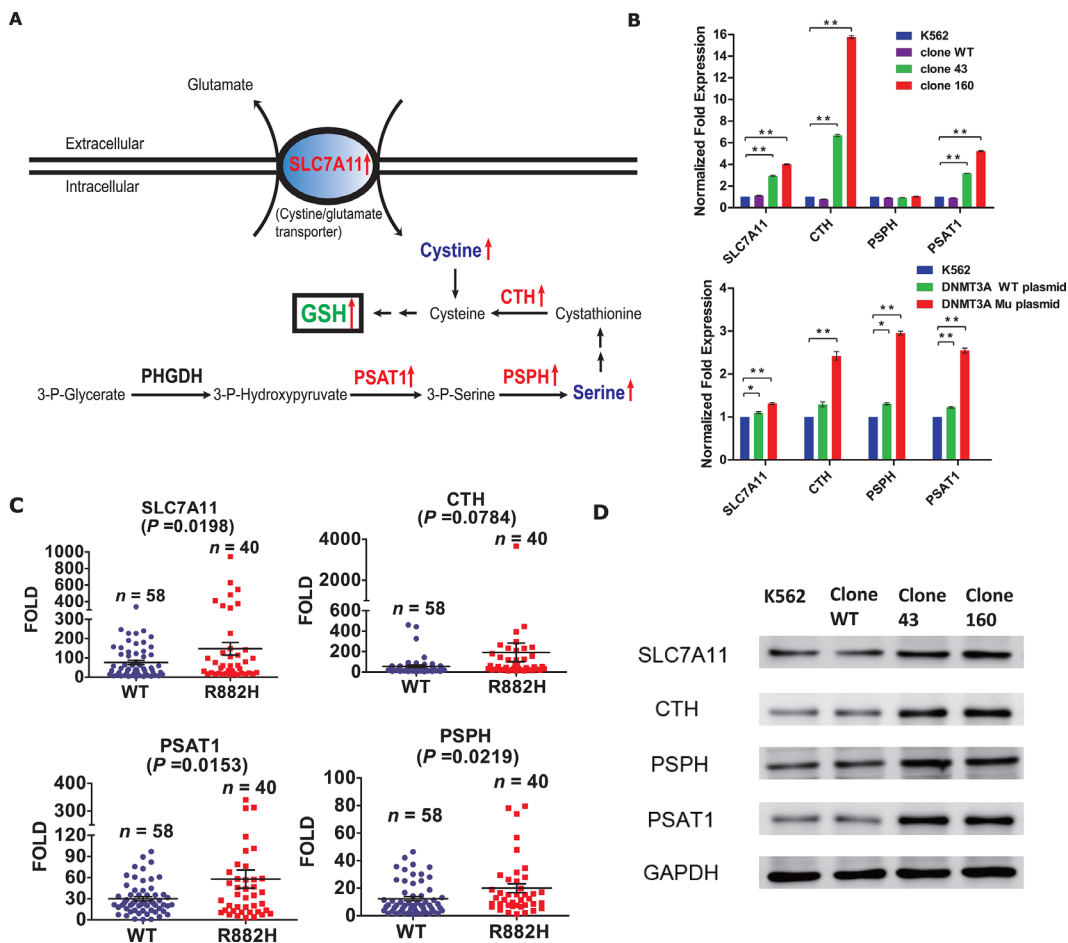 A
Glutamate
Extracellular
Intracellular
SLC7A11
(Cystine/glutamate
transporter)
Cystine
GSH
Cysteine
CTH
Cystathionine
3-P-Glycerate
PHGDH
3-P-Hydroxypyruvate
PSAT1
3-P-Serine
PSPH
Serine
B
Normalized Fold Expression
16
14
12
10
8
6
4
2
0
K562
clone WT
clone 43
clone 160
** ** ** ** ** **
SLC7A11
CTH
PSPH
PSAT1
Normalized Fold Expression
4
3
2
1
0
K562
DNMT3A WT plasmid
DNMT3A Mu plasmid
** * ** ** * ** **
SLC7A11
CTH
PSPH
PSAT1
C
SLC7A11
(P =0.0198)
FOLD
1000
800
600
400
200
200
100
0
n = 58
n = 40
WT
R882H
CTH
(P =0.0784)
FOLD
4000
2000
600
400
200
0
n = 58
n = 40
WT
R882H
PSAT1
(P =0.0153)
FOLD
400
300
200
120
90
60
30
0
n = 58
n = 40
WT
R882H
PSPH
(P =0.0219)
FOLD
100
80
60
40
20
0
n = 58
n = 40
WT
R882H
D
K562
Clone WT
Clone 43
Clone 160
SLC7A11
CTH
PSPH
PSAT1
GAPDH